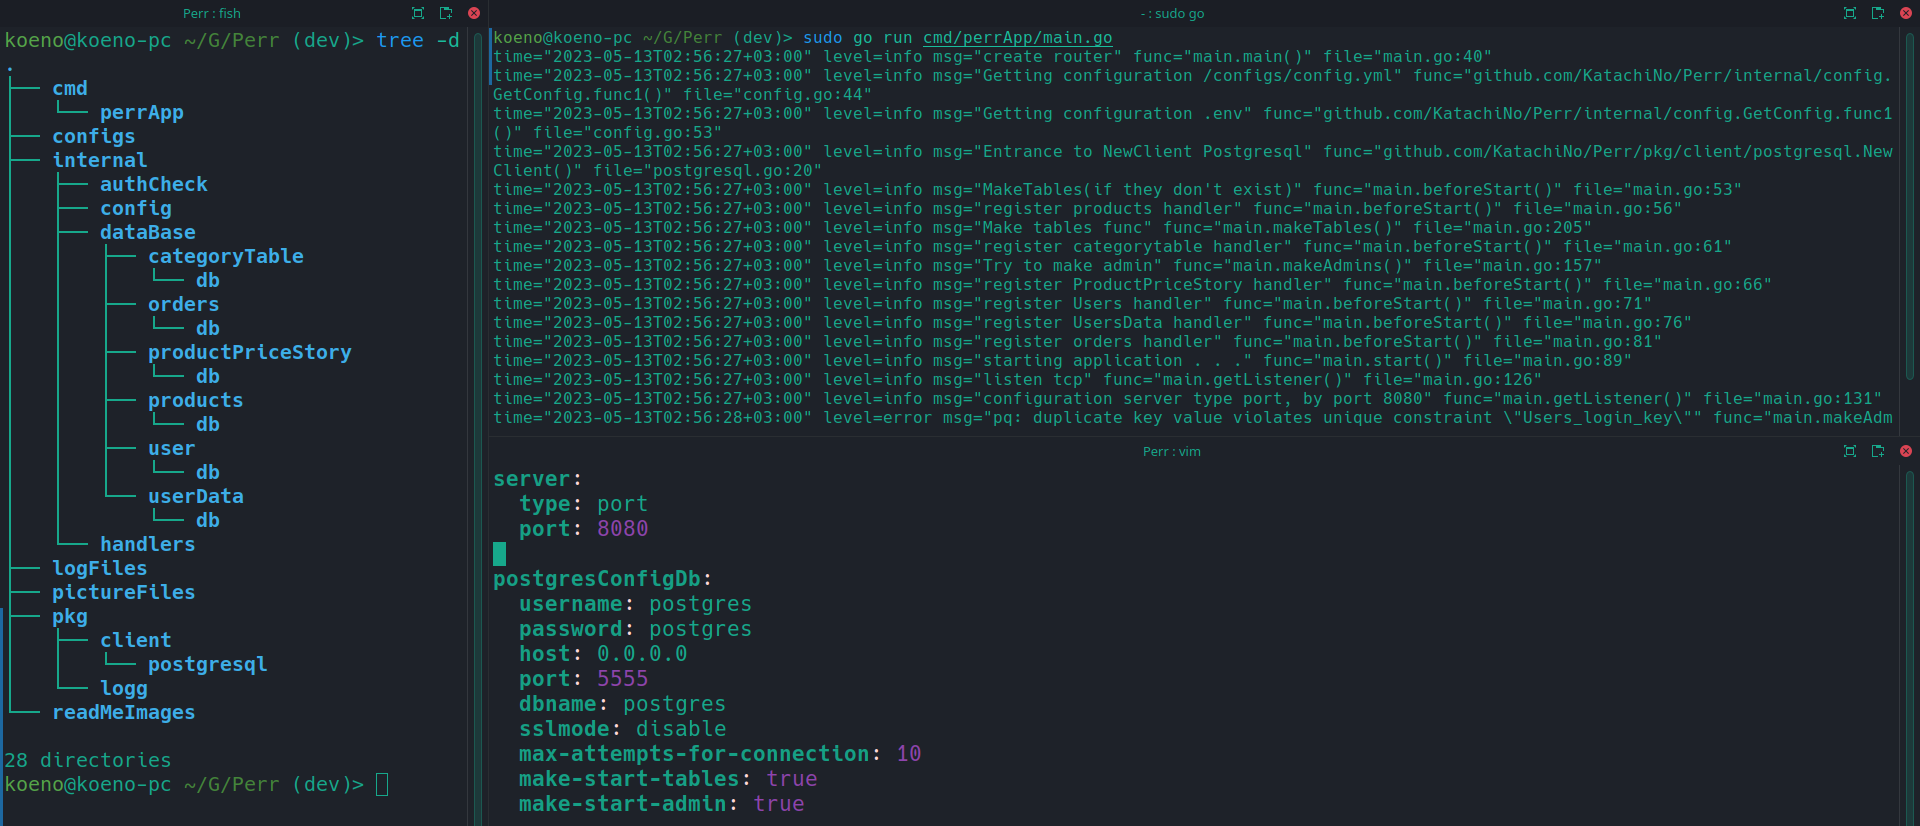 Perr : fish
koeno@koeno-pc ~/G/Perr (dev)> tree -d
.
├── cmd
│   └── perrApp
├── configs
├── internal
│   ├── authCheck
│   ├── config
│   ├── dataBase
│   │   ├── categoryTable
│   │   │   └── db
│   │   ├── orders
│   │   │   └── db
│   │   ├── productPriceStory
│   │   │   └── db
│   │   ├── products
│   │   │   └── db
│   │   ├── user
│   │   │   └── db
│   │   └── userData
│   │       └── db
│   └── handlers
├── logFiles
├── pictureFiles
├── pkg
│   ├── client
│   │   └── postgresql
│   └── logg
└── readMeImages
28 directories
koeno@koeno-pc ~/G/Perr (dev)>
- : sudo go
koeno@koeno-pc ~/G/Perr (dev)> sudo go run cmd/perrApp/main.go
time="2023-05-13T02:56:27+03:00" level=info msg="create router" func="main.main()" file="main.go:40"
time="2023-05-13T02:56:27+03:00" level=info msg="Getting configuration /configs/config.yml" func="github.com/KatachiNo/Perr/internal/config.
GetConfig.func1()" file="config.go:44"
time="2023-05-13T02:56:27+03:00" level=info msg="Getting configuration .env" func="github.com/KatachiNo/Perr/internal/config.GetConfig.func1
()" file="config.go:53"
time="2023-05-13T02:56:27+03:00" level=info msg="Entrance to NewClient Postgresql" func="github.com/KatachiNo/Perr/pkg/client/postgresql.New
Client()" file="postgresql.go:20"
time="2023-05-13T02:56:27+03:00" level=info msg="MakeTables(if they don't exist)" func="main.beforeStart()" file="main.go:53"
time="2023-05-13T02:56:27+03:00" level=info msg="register products handler" func="main.beforeStart()" file="main.go:56"
time="2023-05-13T02:56:27+03:00" level=info msg="Make tables func" func="main.makeTables()" file="main.go:205"
time="2023-05-13T02:56:27+03:00" level=info msg="register categorytable handler" func="main.beforeStart()" file="main.go:61"
time="2023-05-13T02:56:27+03:00" level=info msg="Try to make admin" func="main.makeAdmins()" file="main.go:157"
time="2023-05-13T02:56:27+03:00" level=info msg="register ProductPriceStory handler" func="main.beforeStart()" file="main.go:66"
time="2023-05-13T02:56:27+03:00" level=info msg="register Users handler" func="main.beforeStart()" file="main.go:71"
time="2023-05-13T02:56:27+03:00" level=info msg="register UsersData handler" func="main.beforeStart()" file="main.go:76"
time="2023-05-13T02:56:27+03:00" level=info msg="register orders handler" func="main.beforeStart()" file="main.go:81"
time="2023-05-13T02:56:27+03:00" level=info msg="starting application . . ." func="main.start()" file="main.go:89"
time="2023-05-13T02:56:27+03:00" level=info msg="listen tcp" func="main.getListener()" file="main.go:126"
time="2023-05-13T02:56:27+03:00" level=info msg="configuration server type port, by port 8080" func="main.getListener()" file="main.go:131"
time="2023-05-13T02:56:28+03:00" level=error msg="pq: duplicate key value violates unique constraint \"Users_login_key\"" func="main.makeAdm
Perr : vim
server:
  type: port
  port: 8080
postgresConfigDb:
  username: postgres
  password: postgres
  host: 0.0.0.0
  port: 5555
  dbname: postgres
  sslmode: disable
  max-attempts-for-connection: 10
  make-start-tables: true
  make-start-admin: true